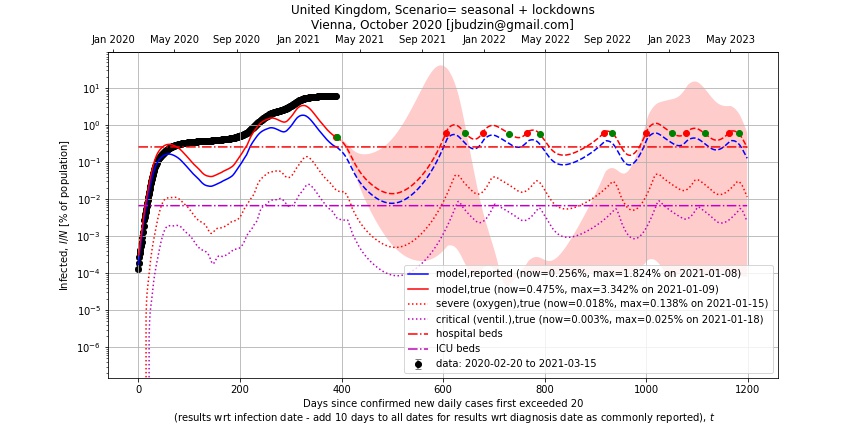 United Kingdom, Scenario= seasonal + lockdowns
Vienna, October 2020 [jbudzin@gmail.com]
Jan 2020 May 2020 Sep 2020 Jan 2021 May 2021 Sep 2021 Jan 2022 May 2022 Sep 2022 Jan 2023 May 2023
Infected, I/N [% of population]
10¹
10⁰
10⁻¹
10⁻²
10⁻³
10⁻⁴
10⁻⁵
10⁻⁶
model,reported (now=0.256%, max=1.824% on 2021-01-08)
model,true (now=0.475%, max=3.342% on 2021-01-09)
severe (oxygen),true (now=0.018%, max=0.138% on 2021-01-15)
critical (ventil.),true (now=0.003%, max=0.025% on 2021-01-18)
hospital beds
ICU beds
data: 2020-02-20 to 2021-03-15
0 200 400 600 800 1000 1200
Days since confirmed new daily cases first exceeded 20
(results wrt infection date - add 10 days to all dates for results wrt diagnosis date as commonly reported), t